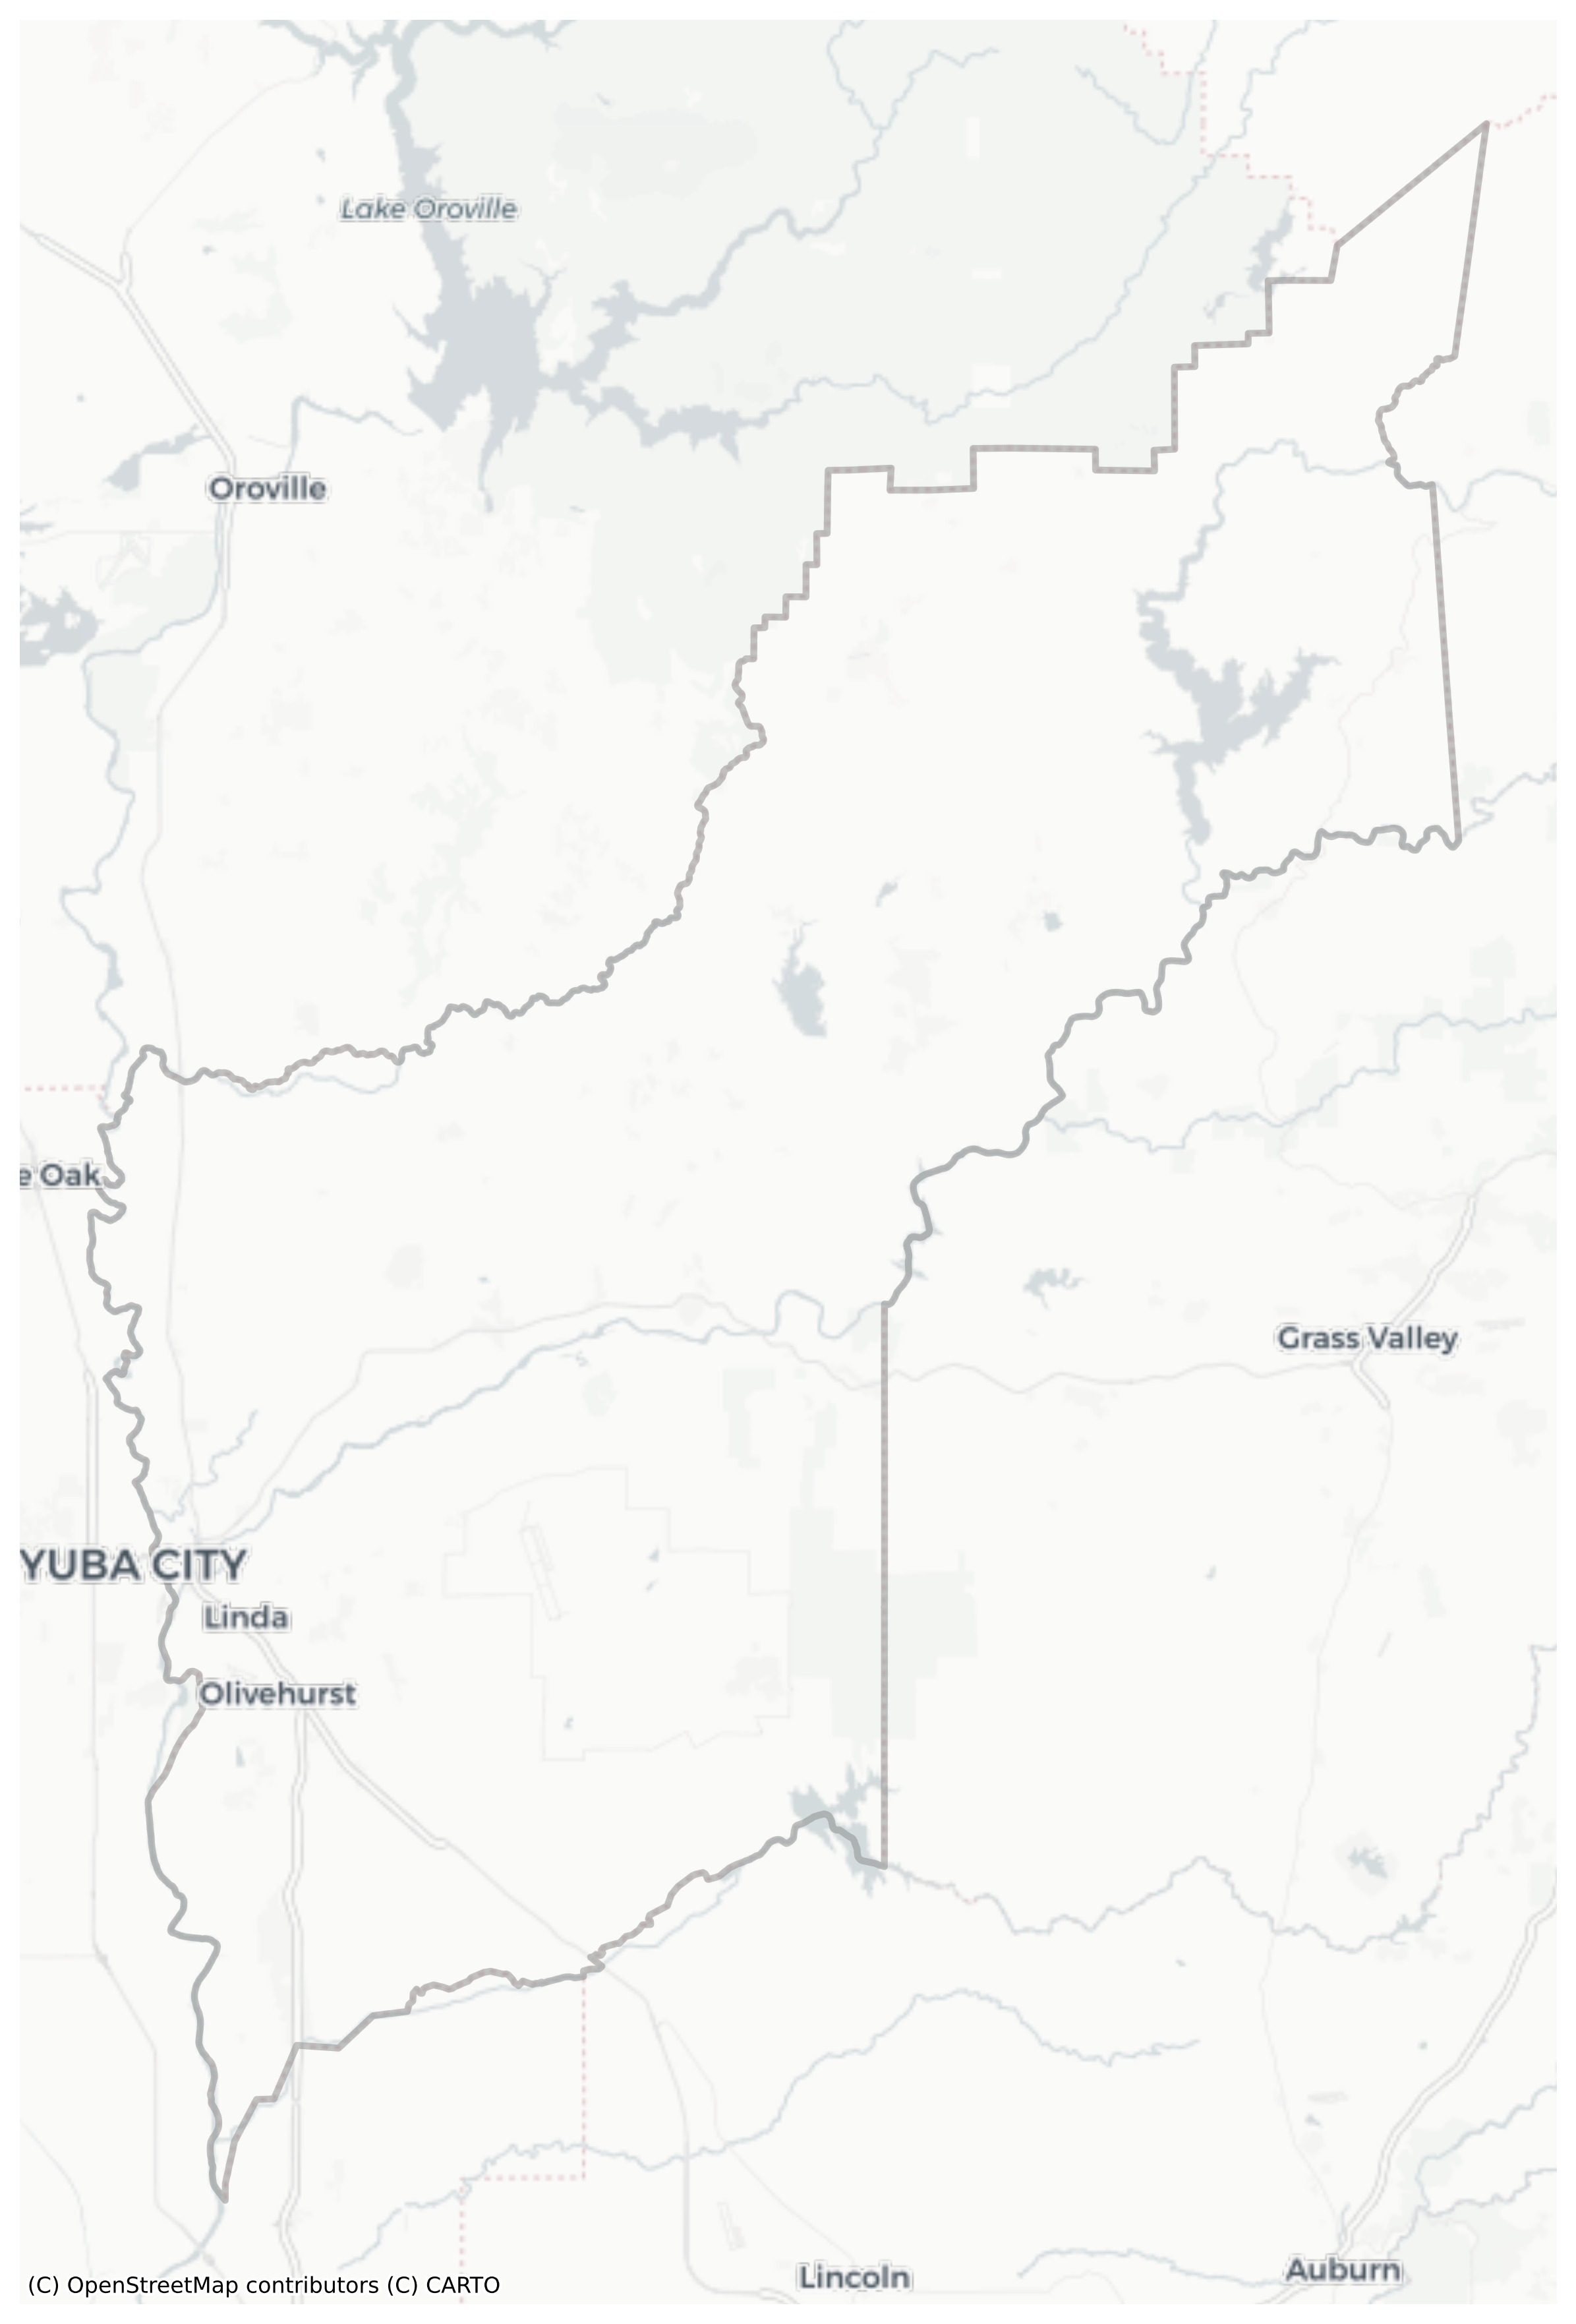 Lake Oroville
Oroville
e Oak
Grass Valley
YUBA CITY
Linda
Olivehurst
Lincoln
Auburn
(C) OpenStreetMap contributors (C) CARTO